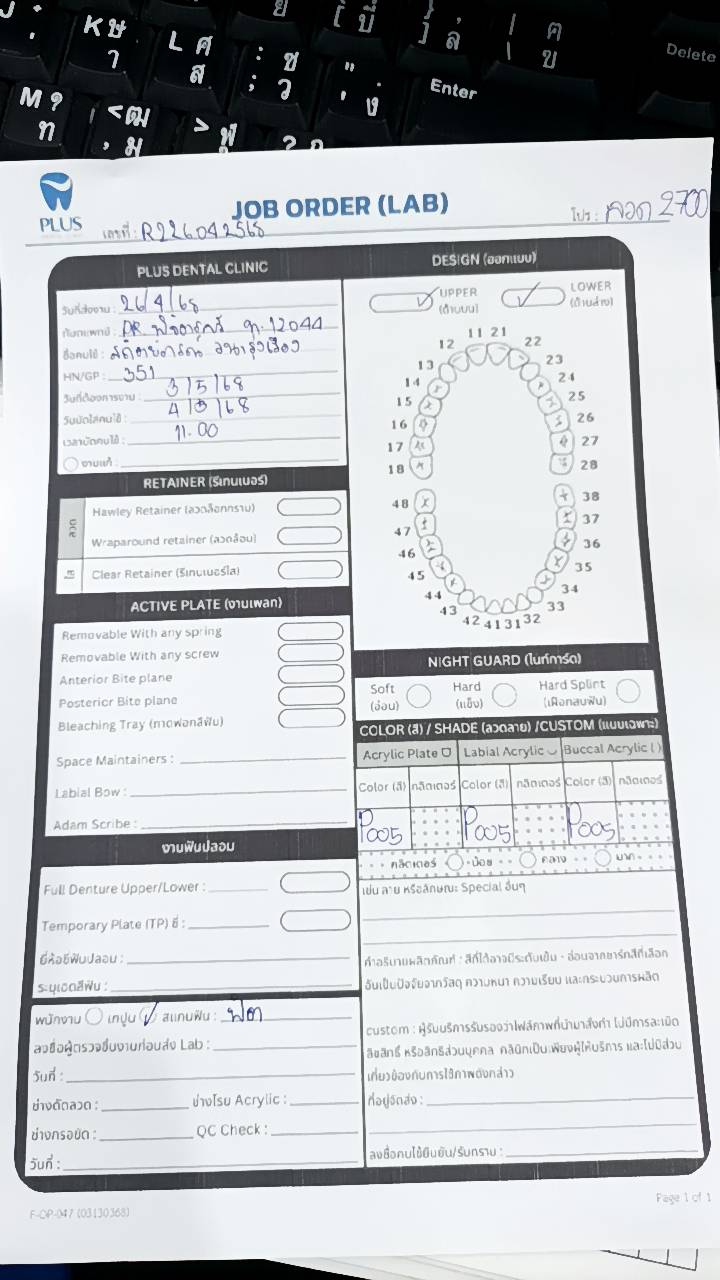 Delete
Enter
PLUS
JOB ORDER (LAB)
เลขที่ : R226042568
โปร : ลวด 2700
PLUS DENTAL CLINIC
วันที่ส่งงาน : 26/4/68
ทันตแพทย์ : DR. ท. 12044
ชื่อคนไข้ :
HN/GP : 351
วันที่ต้องการงาน : 3/5/68
วันนัดใส่คนไข้ : 4/5/68
เวลานัดคนไข้ : 11.00
งานแก้ :
DESIGN (ออกแบบ)
UPPER (ด้านบน)
LOWER (ด้านล่าง)
11 21
12 22
13 23
14 24
15 25
16 26
17 27
18 28
48 38
47 37
46 36
45 35
44 34
43 33
42 41 31 32
RETAINER (รีเทนเนอร์)
ลวด
Hawley Retainer (ลวดล็อกกราม)
Wraparound retainer (ลวดล้อม)
ใส
Clear Retainer (รีเทนเนอร์ใส)
ACTIVE PLATE (งานเพลท)
Removable With any spring
Removable With any screw
Anterior Bite plane
Posterior Bite plane
Bleaching Tray (ถาดฟอกสีฟัน)
Space Maintainers :
Labial Bow :
Adam Scribe :
NIGHT GUARD (ไนท์การ์ด)
Soft (อ่อน)
Hard (แข็ง)
Hard Splint (เฝือกสบฟัน)
COLOR (สี) / SHADE (ลวดลาย) /CUSTOM (แบบเฉพาะ)
Acrylic Plate Labial Acrylic Buccal Acrylic ( )
Color (สี) กลิตเตอร์ Color (สี) กลิตเตอร์ Color (สี) กลิตเตอร์
P005 P005 P005
กลิตเตอร์ น้อย กลาง มาก
เช่น ลาย หรือลักษณะ Special อื่นๆ
งานฟันปลอม
Full Denture Upper/Lower :
Temporary Plate (TP) ซี่ :
ยี่ห้อซี่ฟันปลอม :
ระบุเฉดสีฟัน :
คำอธิบายผลิตภัณฑ์ : สีที่ได้อาจมีระดับเข้ม - อ่อนจากชาร์ทสีที่เลือก
อันเป็นปัจจัยจากวัสดุ ความหนา ความเรียบ และกระบวนการผลิต
พนักงาน เทปูน สแกนฟัน :
ลงชื่อผู้ตรวจชิ้นงานก่อนส่ง Lab :
วันที่ :
ช่างดัดลวด : ช่างโรย Acrylic :
ช่างกรอขัด : QC Check :
วันที่ :
custom : ผู้รับบริการรับรองว่าไฟล์ภาพที่นำมาสั่งทำ ไม่มีการละเมิด
ลิขสิทธิ์ หรือสิทธิส่วนบุคคล คลินิกเป็นเพียงผู้ให้บริการ และไม่มีส่วน
เกี่ยวข้องกับการใช้ภาพดังกล่าว
ที่อยู่จัดส่ง :
ลงชื่อคนไข้ยืนยัน/รับทราบ :
F-OP-047 (03130368)
Page 1 of 1